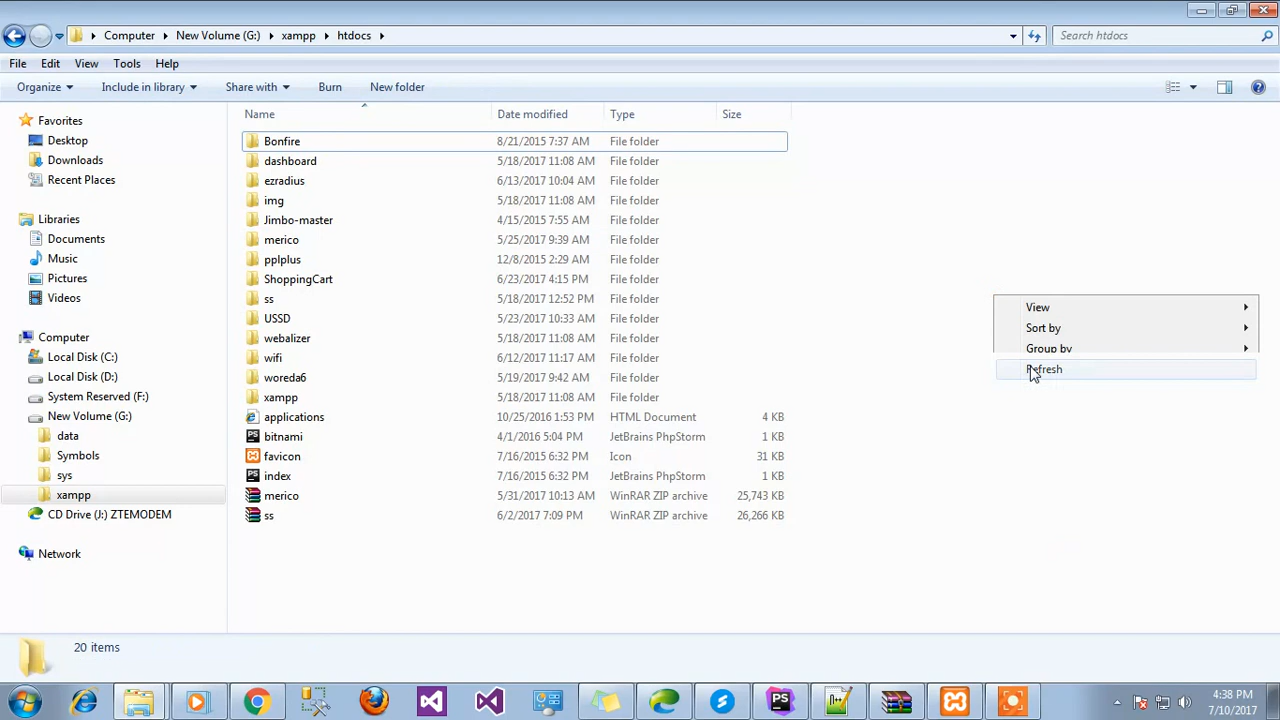 Computer New Volume (G:) xampp htdocs
Search htdocs
File Edit View Tools Help
Organize Include in library Share with Burn New folder
Name Date modified Type Size
Favorites
Desktop
Downloads
Recent Places
Libraries
Documents
Music
Pictures
Videos
Computer
Local Disk (C:)
Local Disk (D:)
System Reserved (F:)
New Volume (G:)
data
Symbols
sys
xampp
CD Drive (J:) ZTEMODEM
Network
Bonfire 8/21/2015 7:37 AM File folder
dashboard 5/18/2017 11:08 AM File folder
ezradius 6/13/2017 10:04 AM File folder
img 5/18/2017 11:08 AM File folder
Jimbo-master 4/15/2015 7:55 AM File folder
merico 5/25/2017 9:39 AM File folder
pplplus 12/8/2015 2:29 AM File folder
ShoppingCart 6/23/2017 4:15 PM File folder
ss 5/18/2017 12:52 PM File folder
USSD 5/23/2017 10:33 AM File folder
webalizer 5/18/2017 11:08 AM File folder
wifi 6/12/2017 11:17 AM File folder
woreda6 5/19/2017 9:42 AM File folder
xampp 5/18/2017 11:08 AM File folder
applications 10/25/2016 1:53 PM HTML Document 4 KB
bitnami 4/1/2016 5:04 PM JetBrains PhpStorm 1 KB
favicon 7/16/2015 6:32 PM Icon 31 KB
index 7/16/2015 6:32 PM JetBrains PhpStorm 1 KB
merico 5/31/2017 10:13 AM WinRAR ZIP archive 25,743 KB
ss 6/2/2017 7:09 PM WinRAR ZIP archive 26,266 KB
View
Sort by
Group by
Refresh
20 items
4:38 PM
7/10/2017